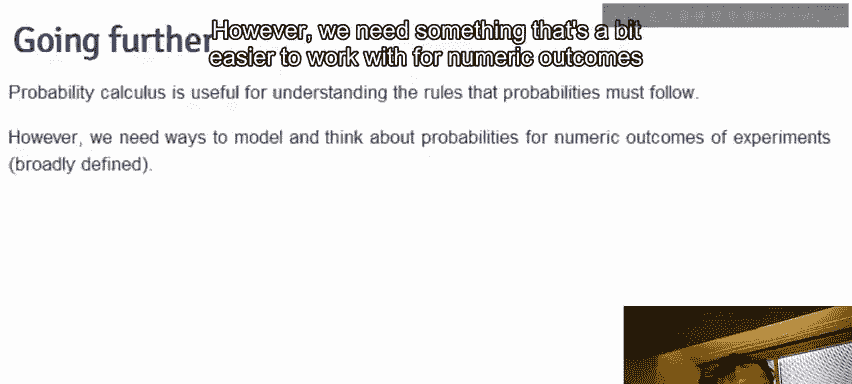 Going further
However, we need something that's a bit
easier to work with for numeric outcomes
Probability calculus is useful for understanding the rules that probabilities must follow.
However, we need ways to model and think about probabilities for numeric outcomes of experiments
(broadly defined).